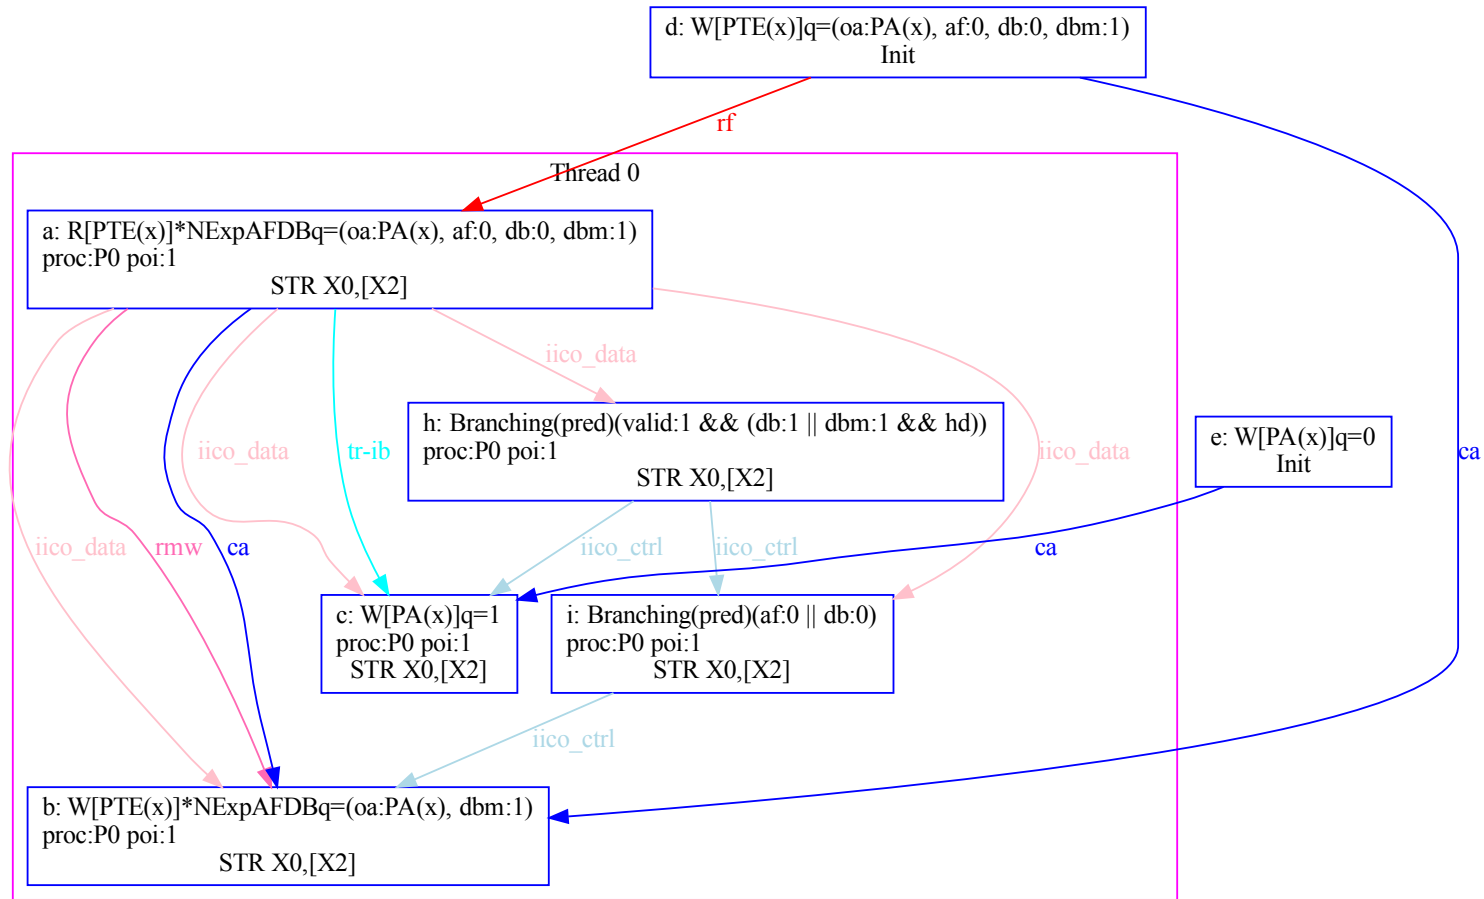 d: W[PTE(x)]q=(oa:PA(x), af:0, db:0, dbm:1)
Init
rf
Thread 0
a: R[PTE(x)]*NExpAFDBq=(oa:PA(x), af:0, db:0, dbm:1)
proc:P0 poi:1
STR X0,[X2]
iico_data
h: Branching(pred)(valid:1 && (db:1 || dbm:1 && hd))
proc:P0 poi:1
STR X0,[X2]
e: W[PA(x)]q=0
Init
iico_data
tr-ib
iico_data
ca
iico_data
rmw
ca
iico_ctrl
iico_ctrl
ca
c: W[PA(x)]q=1
proc:P0 poi:1
STR X0,[X2]
i: Branching(pred)(af:0 || db:0)
proc:P0 poi:1
STR X0,[X2]
iico_ctrl
b: W[PTE(x)]*NExpAFDBq=(oa:PA(x), dbm:1)
proc:P0 poi:1
STR X0,[X2]